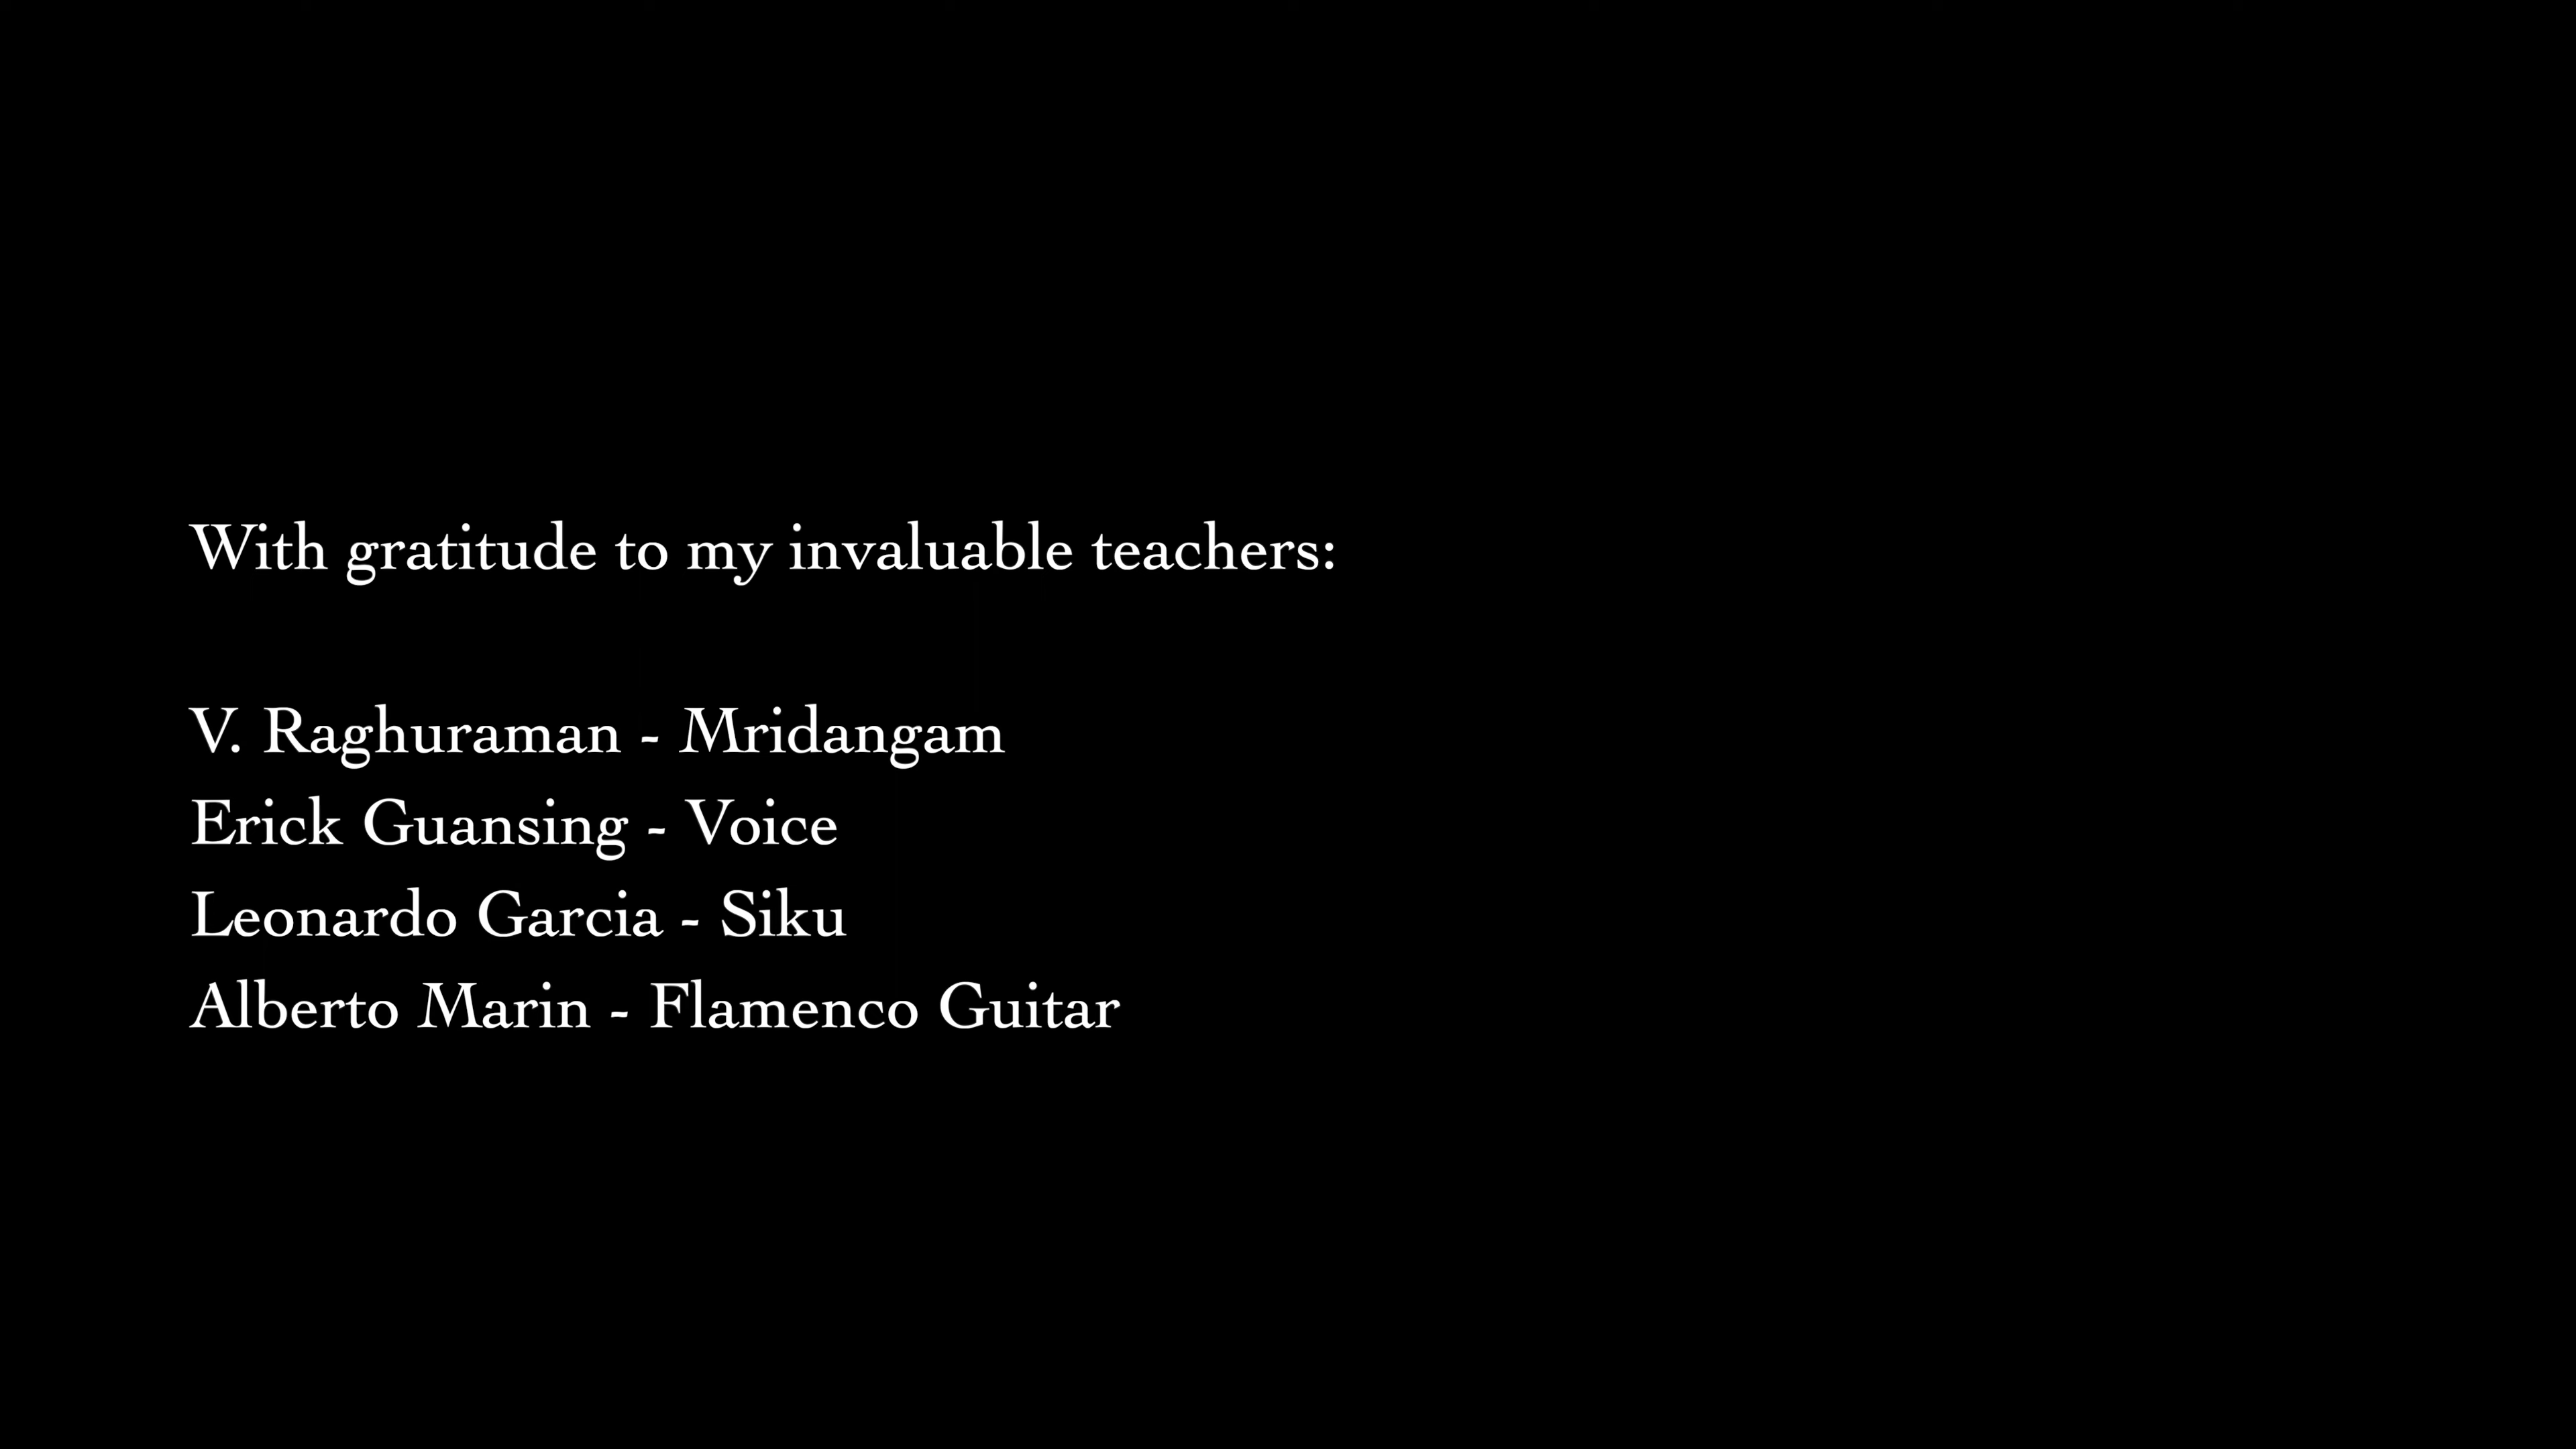 With gratitude to my invaluable teachers:
V. Raghuraman - Mridangam
Erick Guansing - Voice
Leonardo Garcia - Siku
Alberto Marin - Flamenco Guitar